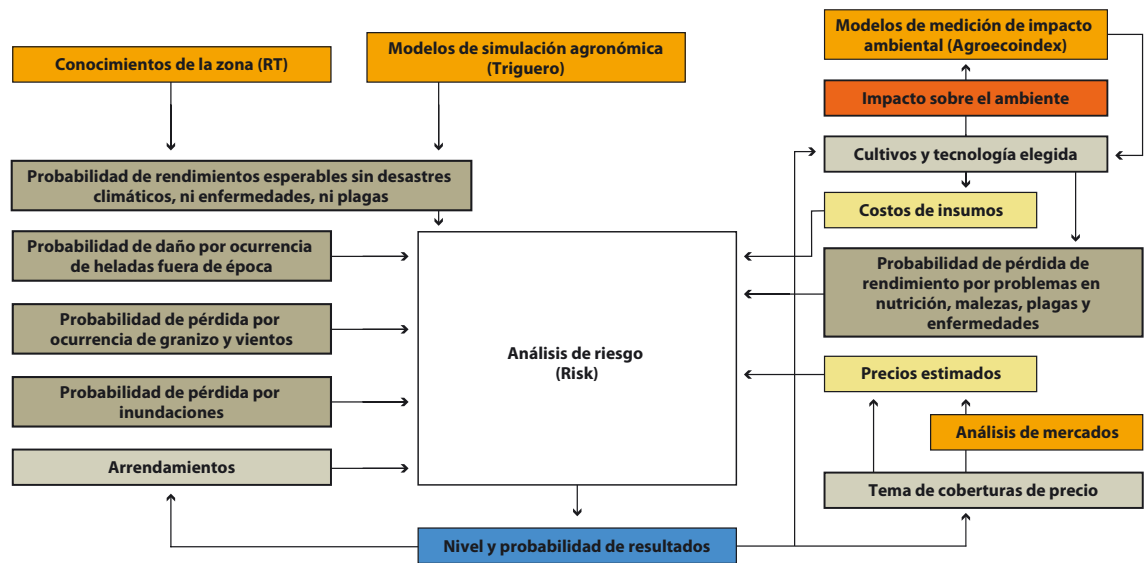 Conocimientos de la zona (RT)
Modelos de simulación agronómica
(Triguero)
Modelos de medición de impacto
ambiental (Agroecoindex)
Impacto sobre el ambiente
Cultivos y tecnología elegida
Probabilidad de rendimientos esperables sin desastres
climáticos, ni enfermedades, ni plagas
Costos de insumos
Probabilidad de daño por ocurrencia
de heladas fuera de época
Probabilidad de pérdida de
rendimiento por problemas en
nutrición, malezas, plagas y
enfermedades
Probabilidad de pérdida por
ocurrencia de granizo y vientos
Análisis de riesgo
(Risk)
Precios estimados
Probabilidad de pérdida por
inundaciones
Análisis de mercados
Arrendamientos
Tema de coberturas de precio
Nivel y probabilidad de resultados